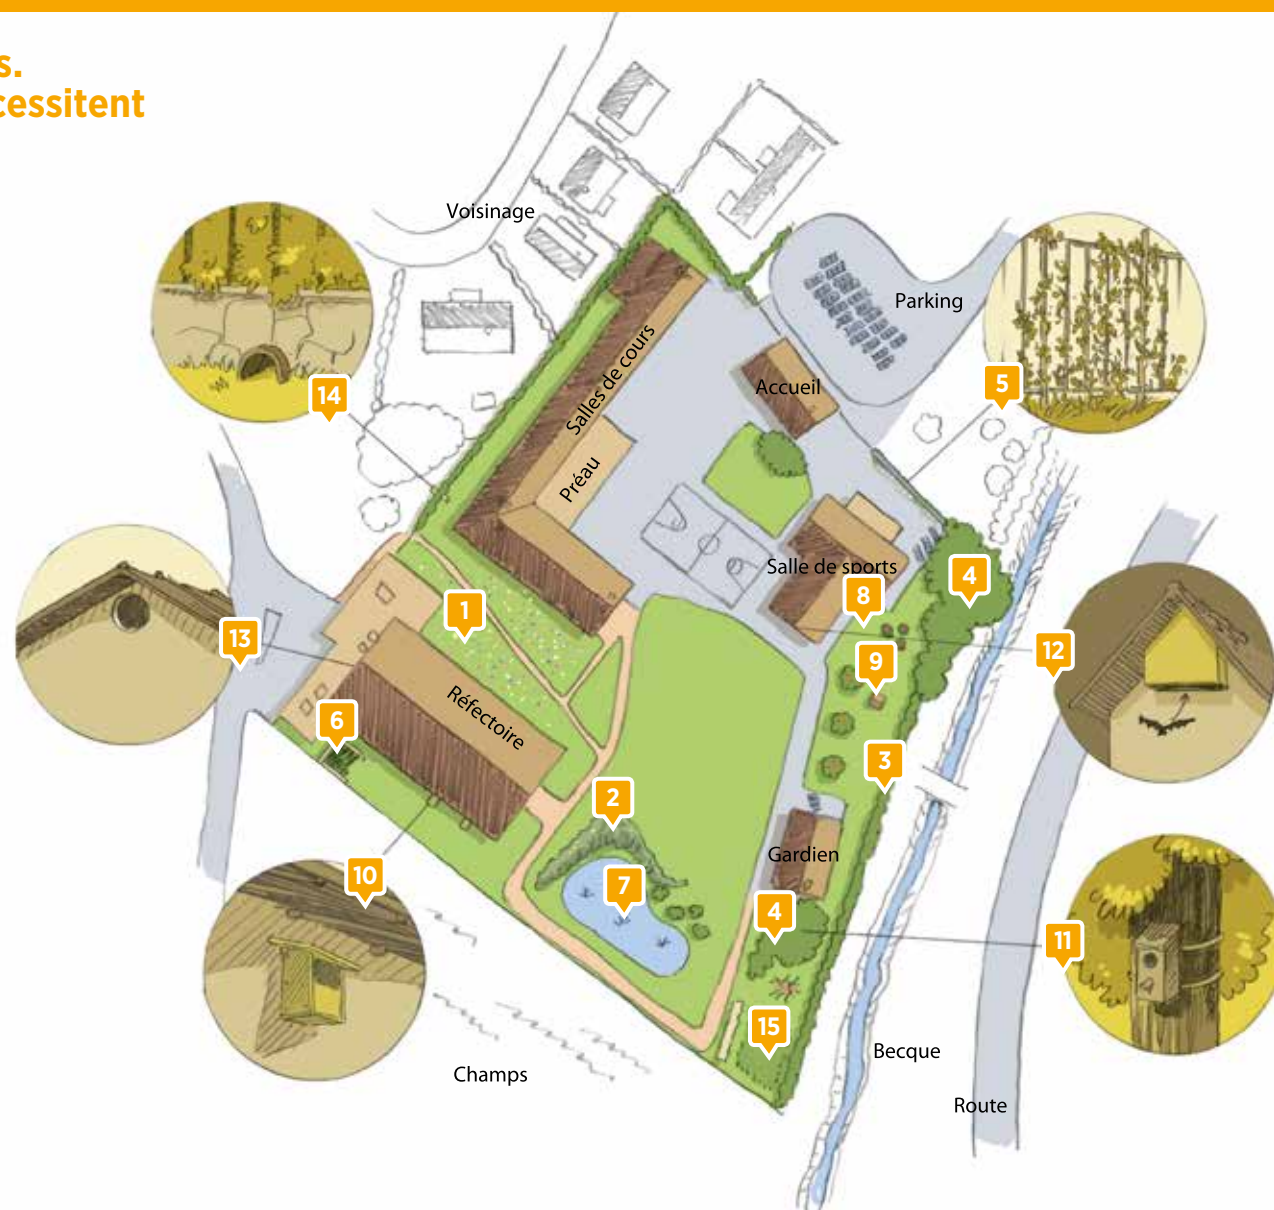 s.
cessitent
Voisinage
Parking
5
14
Salles de cours
Accueil
Préau
Salle de sports
4
8
1
13
12
9
6
Réfectoire
3
2
Gardien
10
7
4
11
15
Becque
Champs
Route